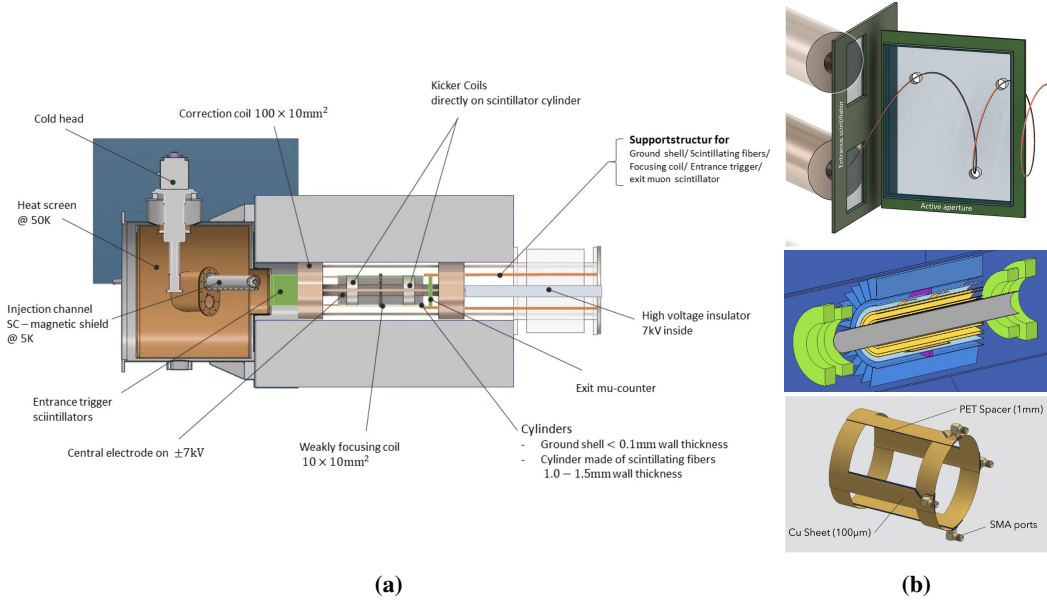 Kicker Coils
directly on scintillator cylinder
Correction coil 100 × 10mm²
Cold head
Supportstructur for
Ground shell/ Scintillating fibers/
Focusing coil/ Entrance trigger/
exit muon scintillator
Heat screen
@ 50K
Injection channel
SC – magnetic shield
@ 5K
High voltage insulator
7kV inside
Exit mu-counter
Entrance trigger
sciintillators
Central electrode on ±7kV
Weakly focusing coil
10 × 10mm²
Cylinders
- Ground shell < 0.1mm wall thickness
- Cylinder made of scintillating fibers
1.0 – 1.5mm wall thickness
(a)
Entrance scintillator
Active aperture
PET Spacer (1mm)
Cu Sheet (100μm)
SMA ports
(b)